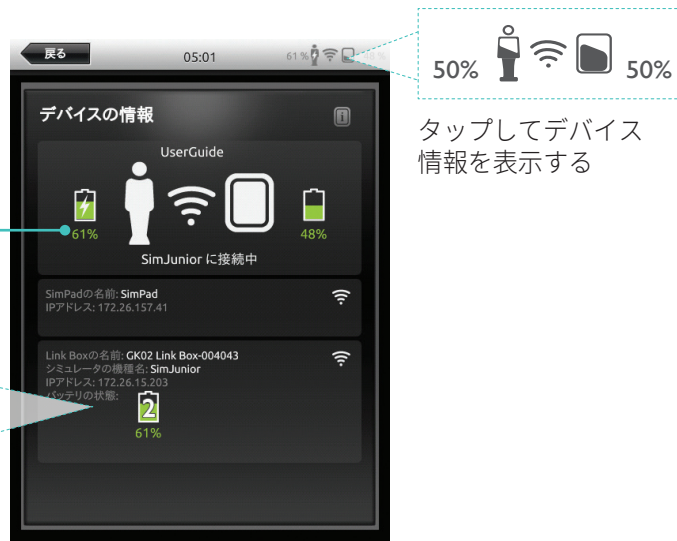 戻る
05:01
61 %
48 %
50%
50%
タップしてデバイス
情報を表示する
デバイスの情報
i
UserGuide
61%
48%
SimJunior に接続中
SimPadの名前: SimPad
IPアドレス: 172.26.157.41
Link Boxの名前: GK02 Link Box-004043
シミュレータの機種名: SimJunior
IPアドレス: 172.26.15.203
バッテリの状態:
2
61%